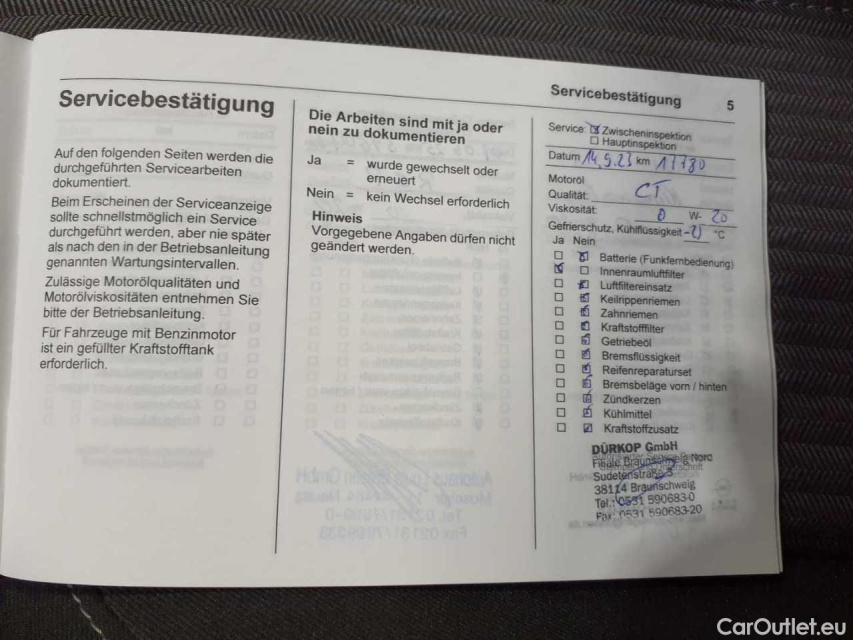 Servicebestätigung
Auf den folgenden Seiten werden die
durchgeführten Servicearbeiten
dokumentiert.
Beim Erscheinen der Serviceanzeige
sollte schnellstmöglich ein Service
durchgeführt werden, aber nie später
als nach den in der Betriebsanleitung
genannten Wartungsintervallen.
Zulässige Motorölqualitäten und
Motorölviskositäten entnehmen Sie
bitte der Betriebsanleitung.
Für Fahrzeuge mit Benzinmotor
ist ein gefüllter Kraftstofftank
erforderlich.
Die Arbeiten sind mit ja oder
nein zu dokumentieren
Ja = wurde gewechselt oder
erneuert
Nein = kein Wechsel erforderlich
Hinweis
Vorgegebene Angaben dürfen nicht
geändert werden.
Servicebestätigung 5
Service: Zwischeninspektion
Hauptinspektion
Datum 14.9.23 km 11780
Motoröl
Qualität: CT
Viskosität: 0 W- 20
Gefrierschutz, Kühlflüssigkeit °C
Ja Nein
Batterie (Funkfernbedienung)
Innenraumluftfilter
Luftfiltereinsatz
Keilrippenriemen
Zahnriemen
Kraftstofffilter
Getriebeöl
Bremsflüssigkeit
Reifenreparaturset
Bremsbeläge vorn / hinten
Zündkerzen
Kühlmittel
Kraftstoffzusatz
DÜRKOP GmbH
Filiale Braunschweig Nord
Sudetenstraße 3
38114 Braunschweig
Tel.: 0531 590683-0
Fax: 0531 590683-20
CarOutlet.eu